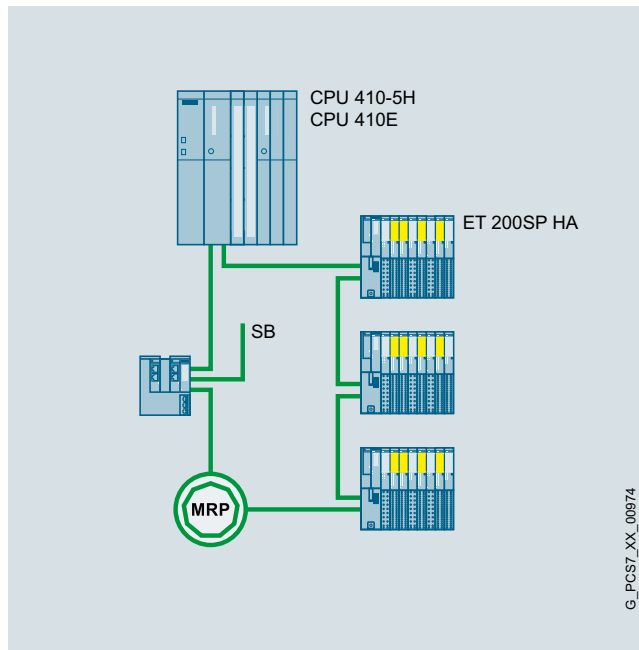 CPU 410-5H
CPU 410E
ET 200SP HA
SB
MRP
G_PCS7_XX_00974